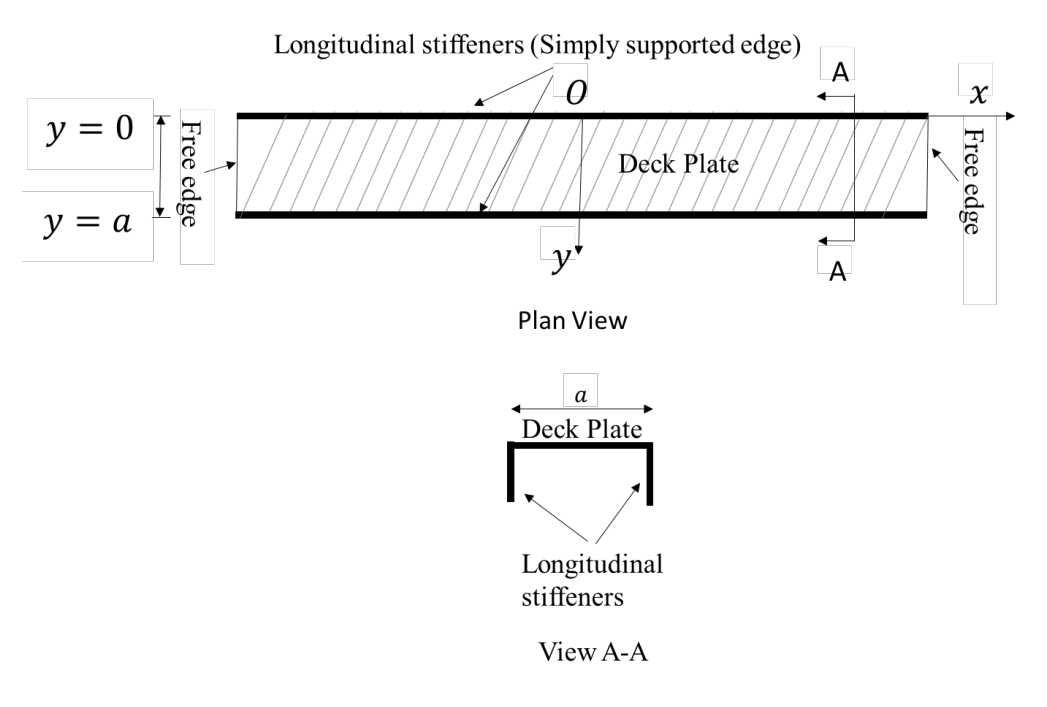 Longitudinal stiffeners (Simply supported edge)
A
O
x
y = 0
Free edge
Deck Plate
Free edge
y = a
y
A
Plan View
a
Deck Plate
Longitudinal
stiffeners
View A-A